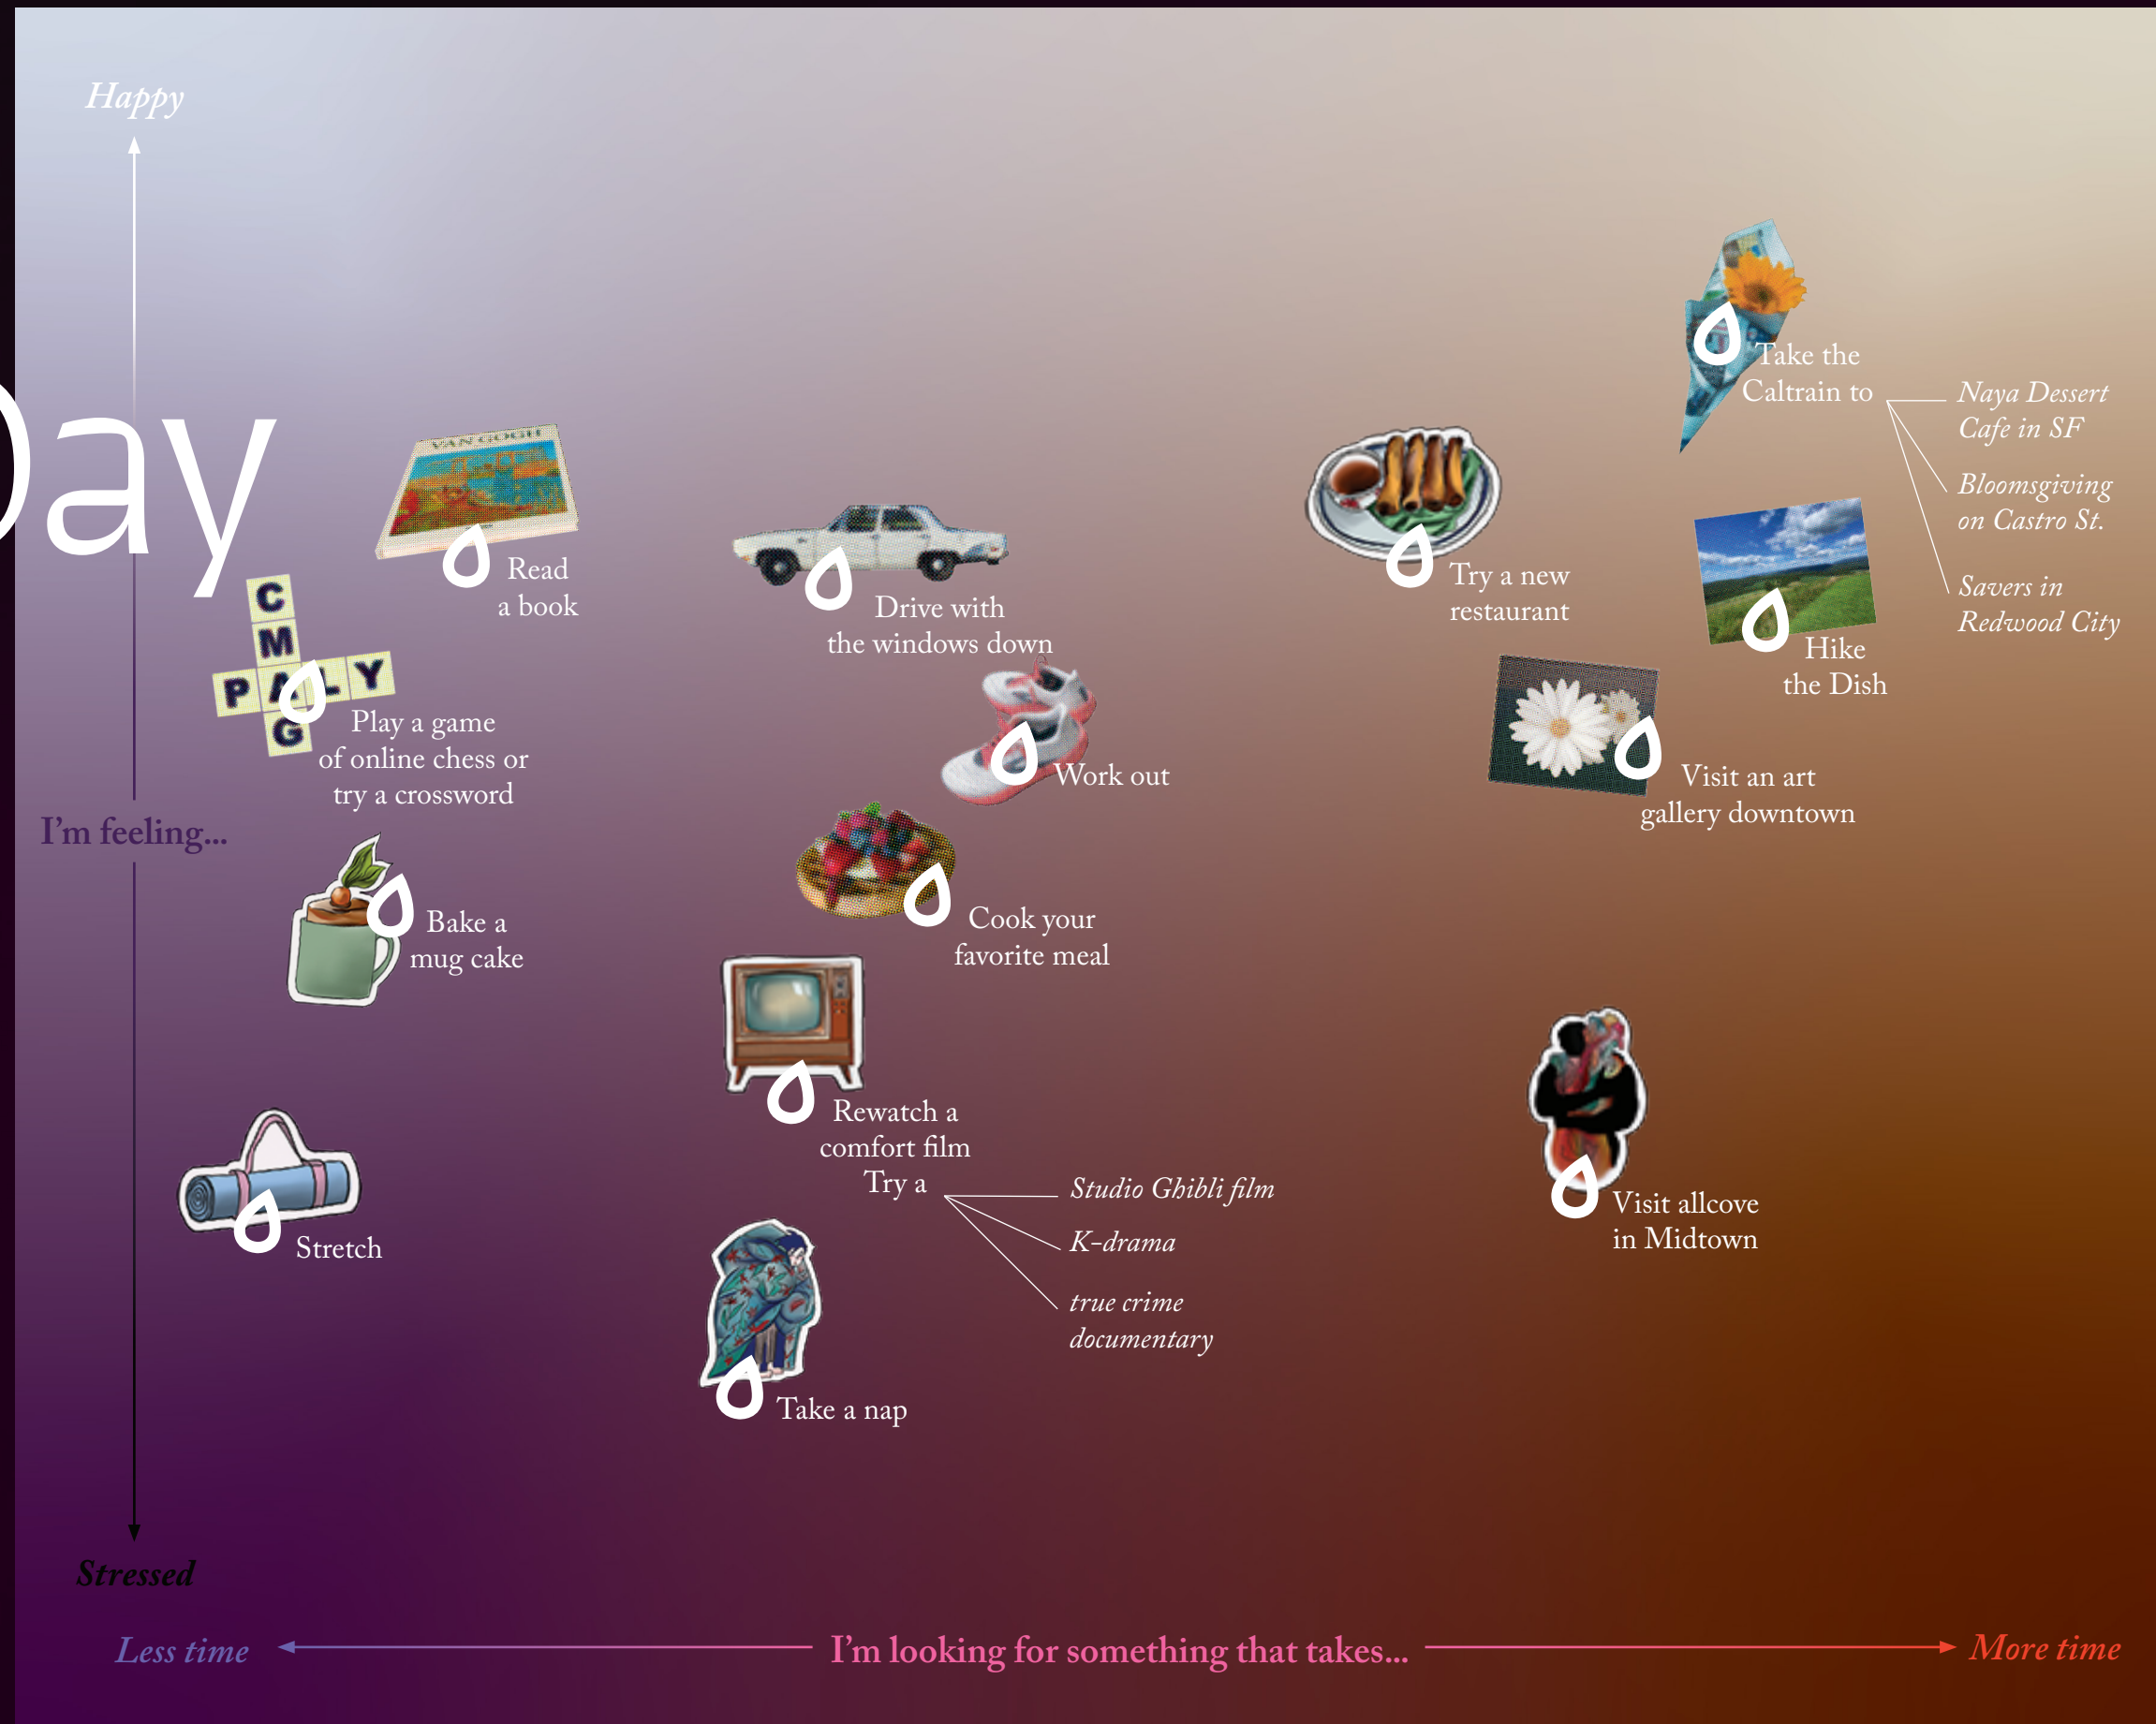 Happy
Day
VAN GOGH
Read
a book
Drive with
the windows down
Try a new
restaurant
Take the
Caltrain to
Naya Dessert
Cafe in SF
Bloomsgiving
on Castro St.
Savers in
Redwood City
Hike
the Dish
C
M
PALY
G
Play a game
of online chess or
try a crossword
Work out
Visit an art
gallery downtown
I'm feeling...
Bake a
mug cake
Cook your
favorite meal
Rewatch a
comfort film
Try a
Studio Ghibli film
K-drama
true crime
documentary
Visit allcove
in Midtown
Stretch
Take a nap
Stressed
Less time
I'm looking for something that takes...
More time